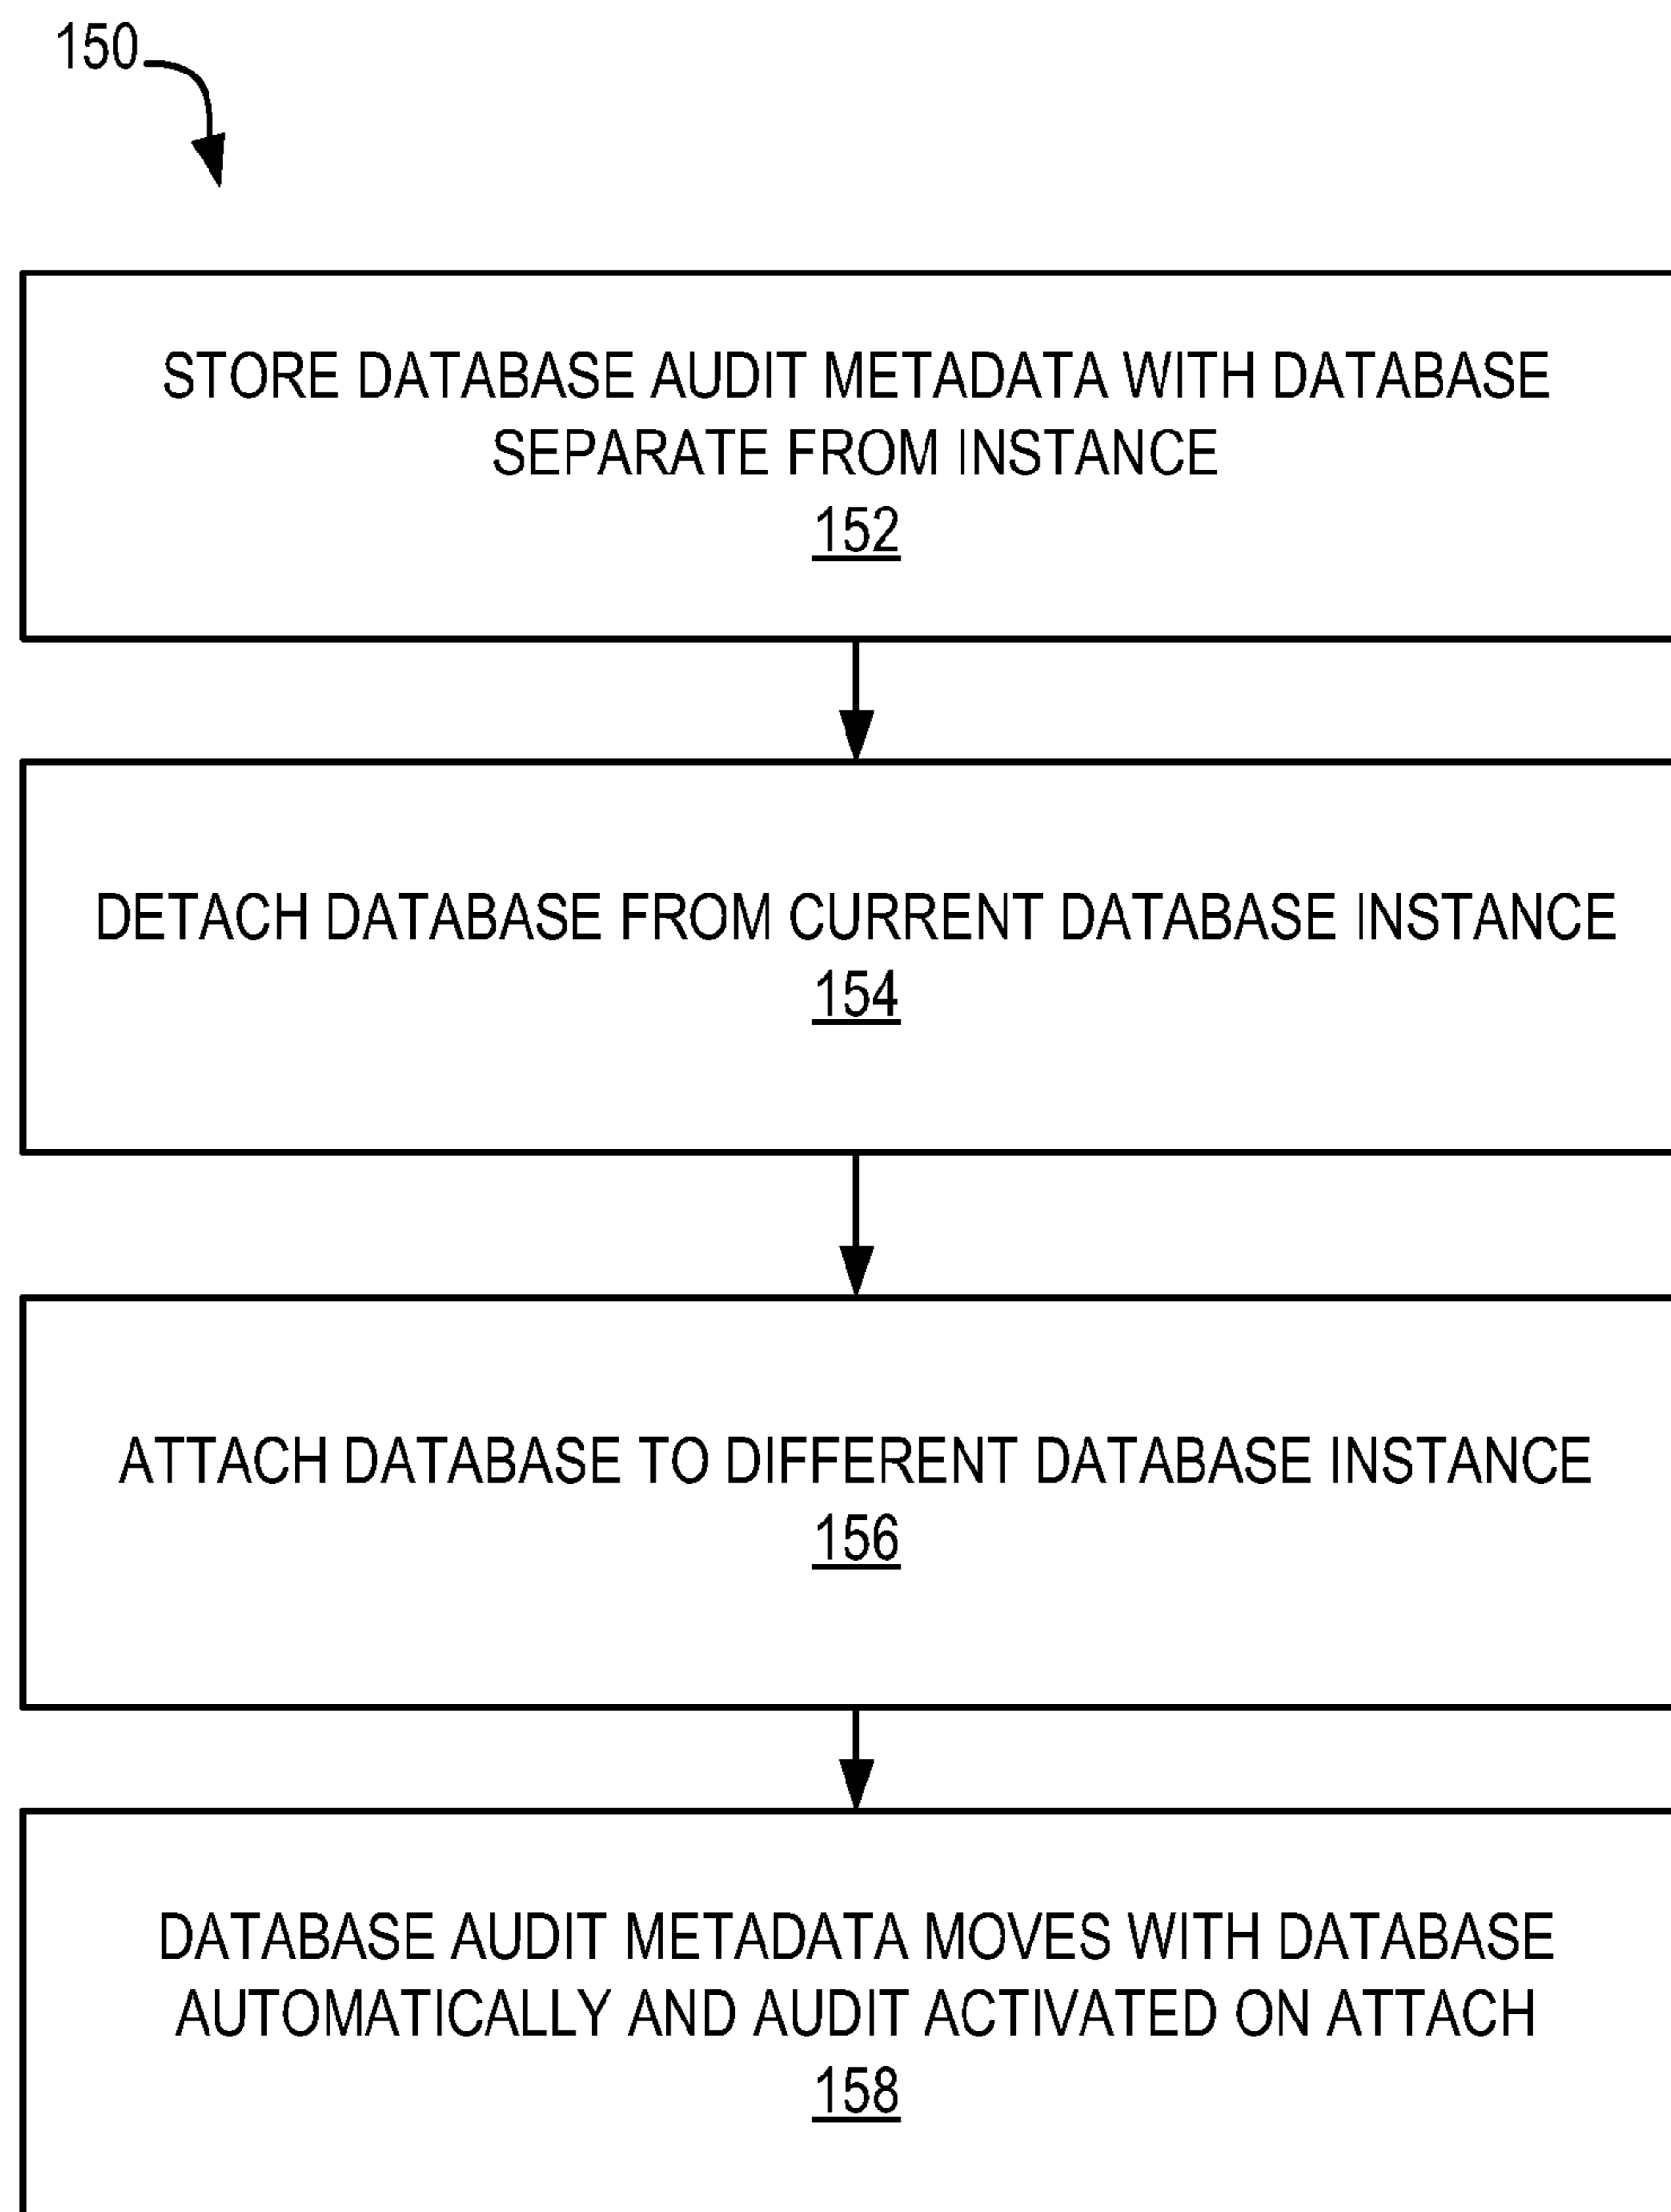 150
STORE DATABASE AUDIT METADATA WITH DATABASE
SEPARATE FROM INSTANCE
152
DETACH DATABASE FROM CURRENT DATABASE INSTANCE
154
ATTACH DATABASE TO DIFFERENT DATABASE INSTANCE
156
DATABASE AUDIT METADATA MOVES WITH DATABASE
AUTOMATICALLY AND AUDIT ACTIVATED ON ATTACH
158